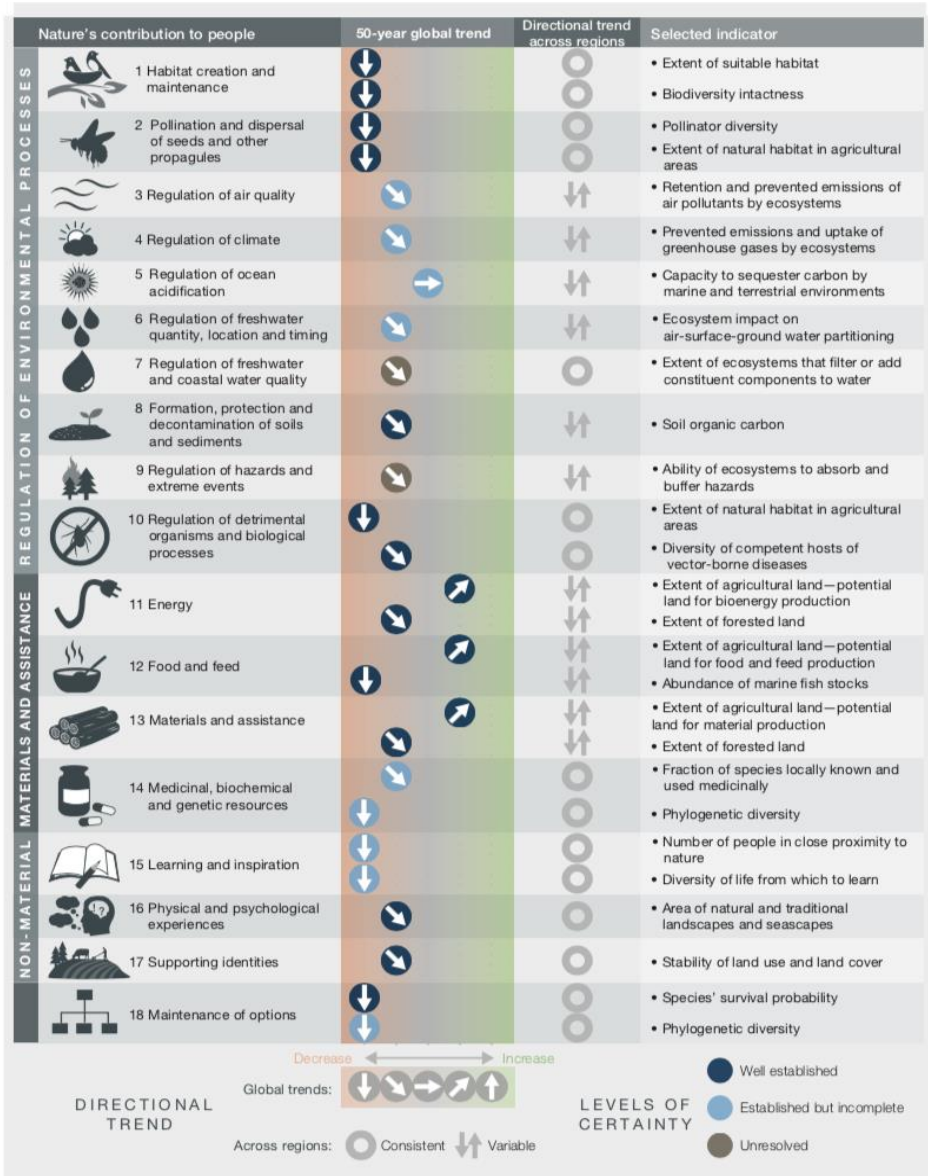 Nature's contribution to people
50-year global trend
Directional trend
across regions
Selected indicator
REGULATION OF ENVIRONMENTAL PROCESSES
1 Habitat creation and
maintenance
• Extent of suitable habitat
• Biodiversity intactness
2 Pollination and dispersal
of seeds and other
propagules
• Pollinator diversity
• Extent of natural habitat in agricultural
areas
3 Regulation of air quality
• Retention and prevented emissions of
air pollutants by ecosystems
4 Regulation of climate
• Prevented emissions and uptake of
greenhouse gases by ecosystems
5 Regulation of ocean
acidification
• Capacity to sequester carbon by
marine and terrestrial environments
6 Regulation of freshwater
quantity, location and timing
• Ecosystem impact on
air-surface-ground water partitioning
7 Regulation of freshwater
and coastal water quality
• Extent of ecosystems that filter or add
constituent components to water
8 Formation, protection and
decontamination of soils
and sediments
• Soil organic carbon
9 Regulation of hazards and
extreme events
• Ability of ecosystems to absorb and
buffer hazards
10 Regulation of detrimental
organisms and biological
processes
• Extent of natural habitat in agricultural
areas
• Diversity of competent hosts of
vector-borne diseases
MATERIALS AND ASSISTANCE
11 Energy
• Extent of agricultural land—potential
land for bioenergy production
• Extent of forested land
12 Food and feed
• Extent of agricultural land—potential
land for food and feed production
• Abundance of marine fish stocks
13 Materials and assistance
• Extent of agricultural land—potential
land for material production
• Extent of forested land
14 Medicinal, biochemical
and genetic resources
• Fraction of species locally known and
used medicinally
• Phylogenetic diversity
NON-MATERIAL
15 Learning and inspiration
• Number of people in close proximity to
nature
• Diversity of life from which to learn
16 Physical and psychological
experiences
• Area of natural and traditional
landscapes and seascapes
17 Supporting identities
• Stability of land use and land cover
18 Maintenance of options
• Species' survival probability
• Phylogenetic diversity
Decrease
Increase
Global trends:
DIRECTIONAL
TREND
Across regions:
Consistent
Variable
LEVELS OF
CERTAINTY
Well established
Established but incomplete
Unresolved